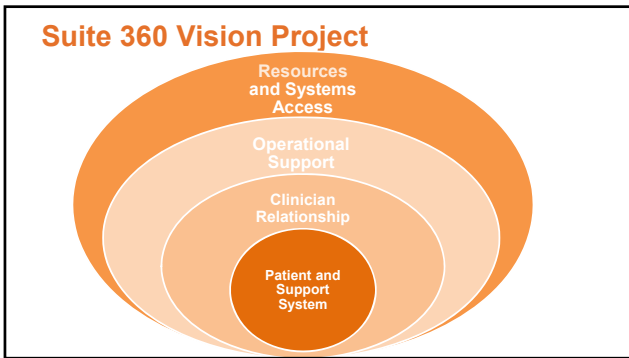 Suite 360 Vision Project
Resources
and Systems
Access
Operational
Support
Clinician
Relationship
Patient and
Support
System